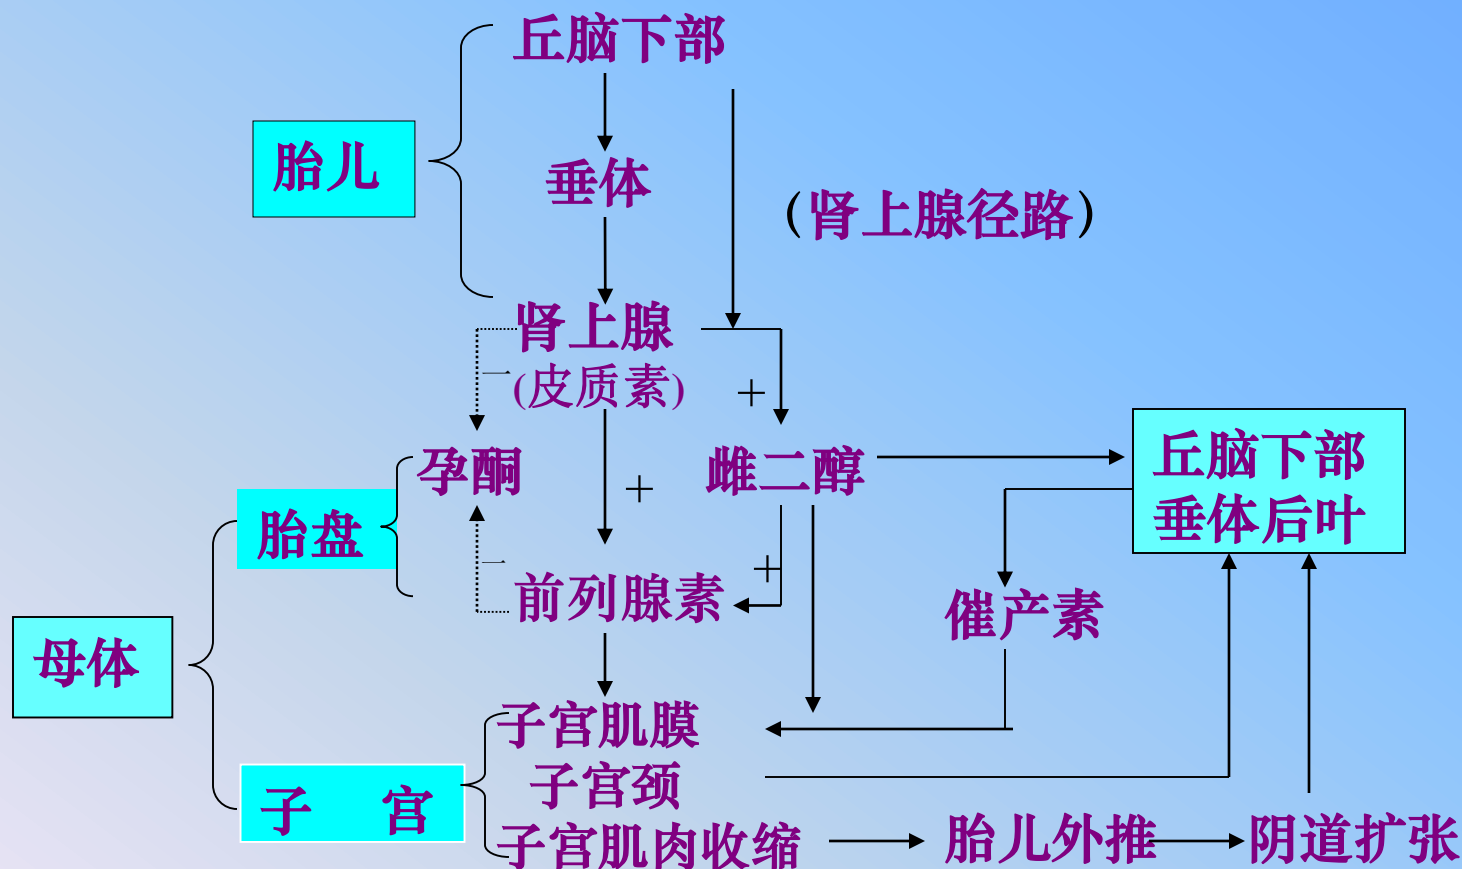 丘脑下部
胎儿
垂体
（肾上腺径路）
肾上腺
(皮质素)
+
孕酮
+
雌二醇
丘脑下部
垂体后叶
胎盘
前列腺素
+
催产素
母体
子宫肌膜
子宫颈
子 宫
子宫肌肉收缩
胎儿外推
阴道扩张